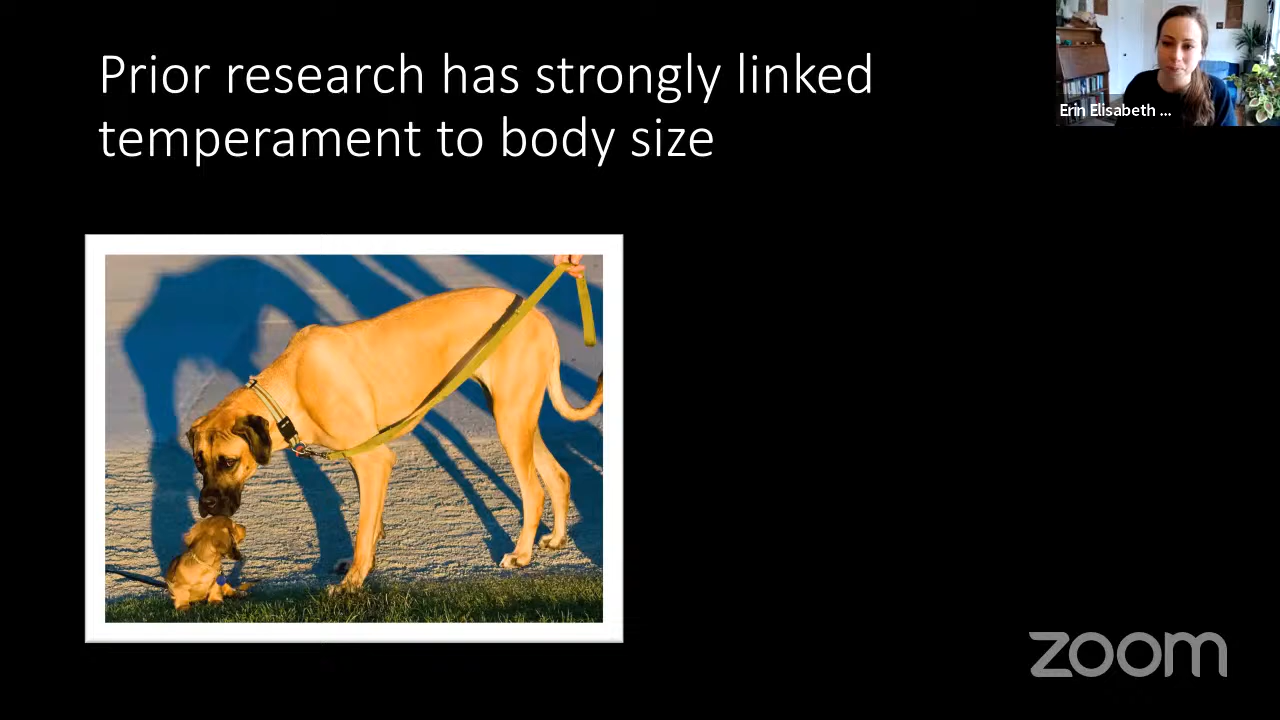 Prior research has strongly linked
temperament to body size
Erin Elisabeth ...
zoom